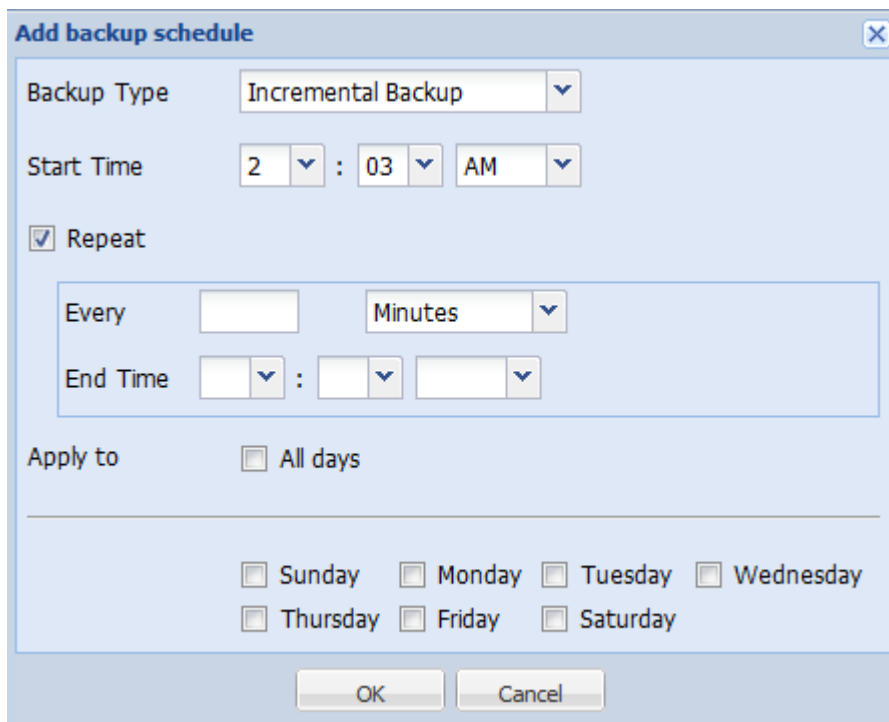 Add backup schedule
Backup Type Incremental Backup
Start Time 2 : 03 AM
Repeat
Every Minutes
End Time :
Apply to All days
Sunday Monday Tuesday Wednesday
Thursday Friday Saturday
OK Cancel